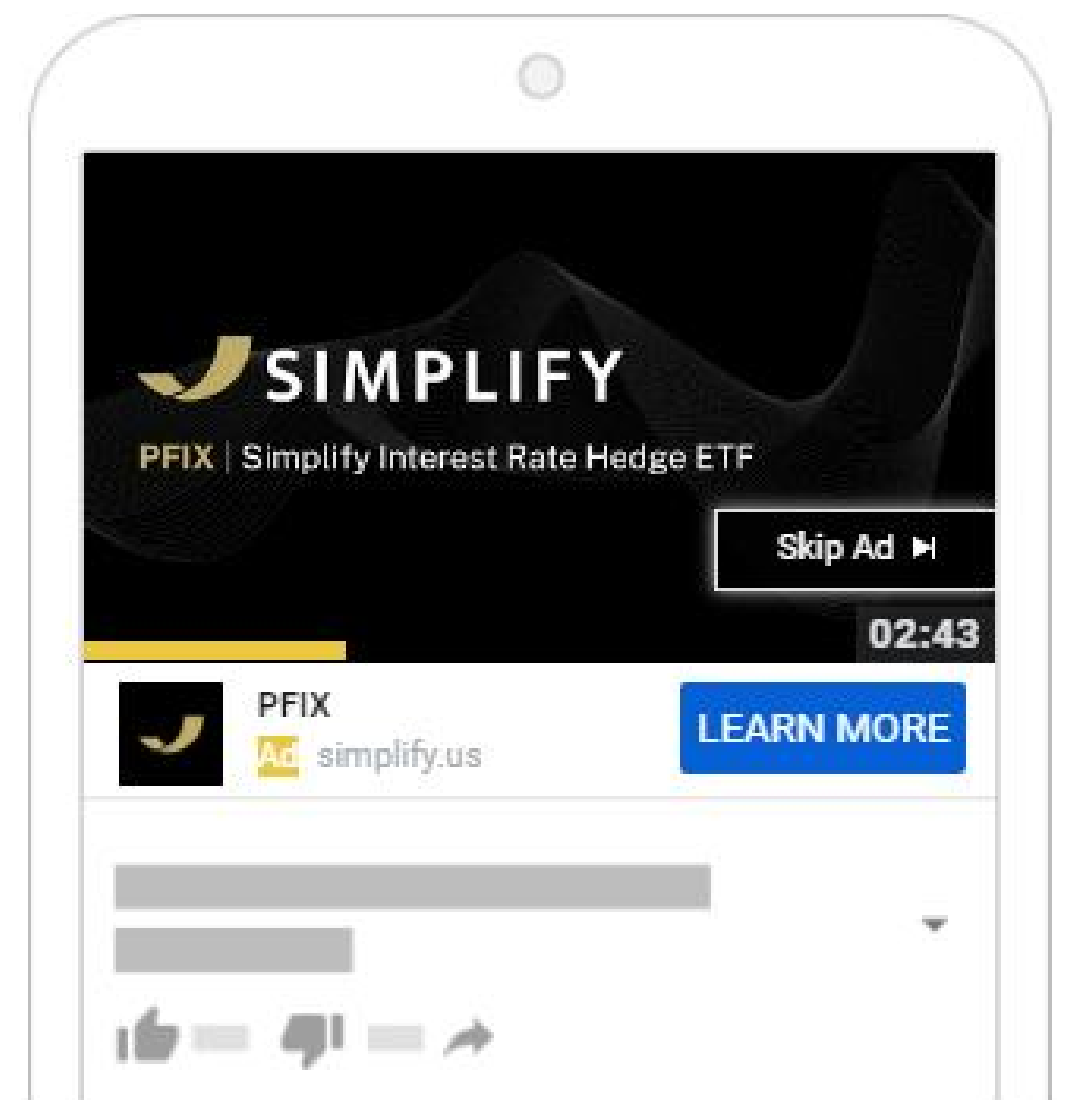 SIMPLIFY
PFIX | Simplify Interest Rate Hedge ETF
Skip Ad
02:43
PFIX
LEARN MORE
Ad simplify.us